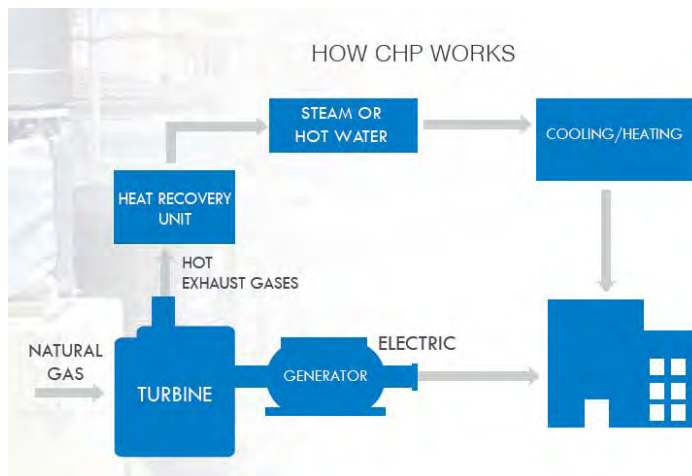 HOW CHP WORKS
STEAM OR
HOT WATER
COOLING/HEATING
HEAT RECOVERY
UNIT
HOT
EXHAUST GASES
NATURAL
GAS
TURBINE
GENERATOR
ELECTRIC